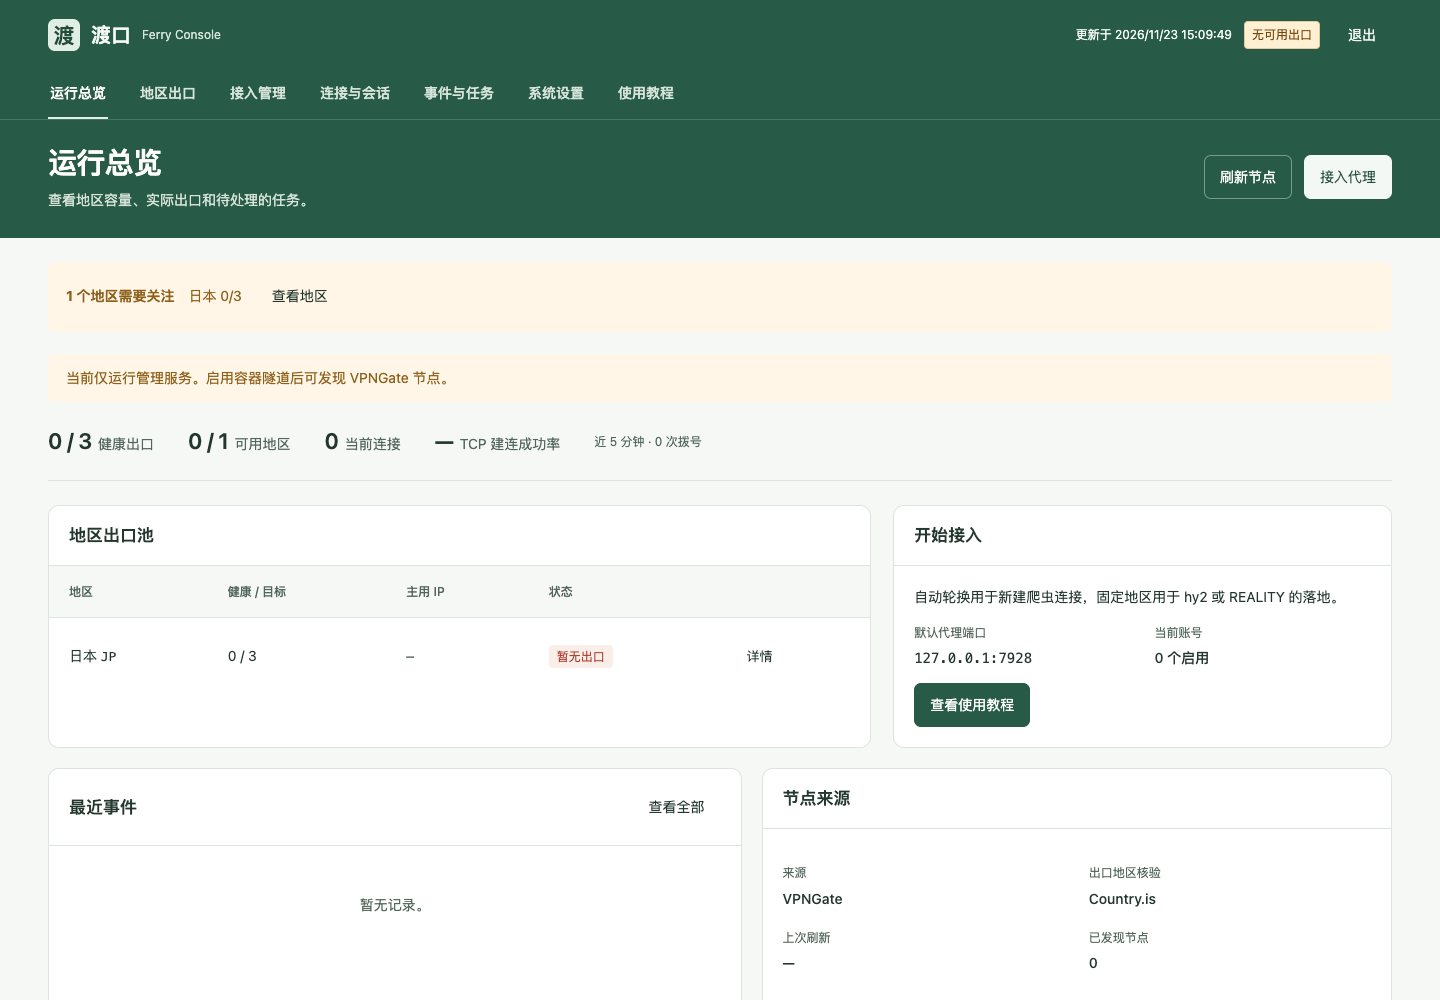 渡 渡口 Ferry Console 更新于 2026/11/23 15:09:49 无可用出口 退出
运行总览 地区出口 接入管理 连接与会话 事件与任务 系统设置 使用教程
运行总览
查看地区容量、实际出口和待处理的任务。
刷新节点 接入代理
1 个地区需要关注 日本 0/3 查看地区
当前仅运行管理服务。启用容器隧道后可发现 VPNGate 节点。
0 / 3 健康出口 0 / 1 可用地区 0 当前连接 — TCP 建连成功率 近 5 分钟 · 0 次拨号
地区出口池
地区 健康 / 目标 主用 IP 状态
日本 JP 0 / 3 — 暂无出口 详情
开始接入
自动轮换用于新建爬虫连接，固定地区用于 hy2 或 REALITY 的落地。
默认代理端口 当前账号
127.0.0.1:7928 0 个启用
查看使用教程
最近事件 查看全部
暂无记录。
节点来源
来源 出口地区核验
VPNGate Country.is
上次刷新 已发现节点
— 0